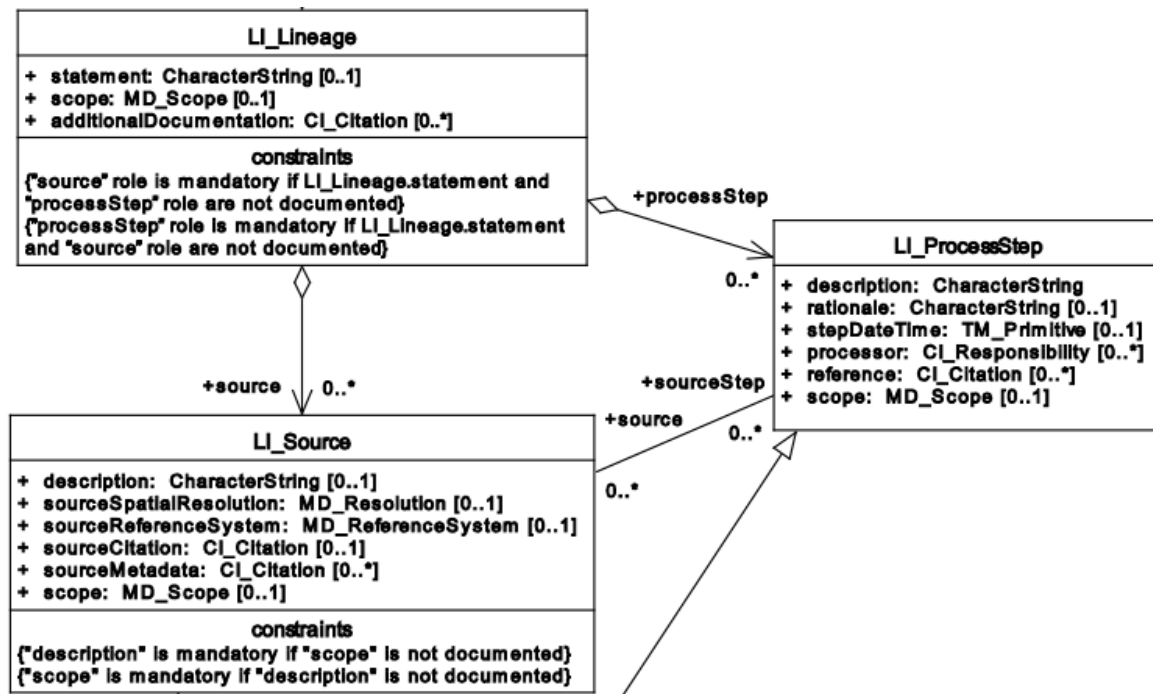 LI_Lineage
+ statement: CharacterString [0..1]
+ scope: MD_Scope [0..1]
+ additionalDocumentation: CI_Citation [0..*]
constraints
{"source" role is mandatory if LI_Lineage.statement and
"processStep" role are not documented}
{"processStep" role is mandatory if LI_Lineage.statement
and "source" role are not documented}
+processStep
0..*
LI_ProcessStep
+ description: CharacterString
+ rationale: CharacterString [0..1]
+ stepDateTime: TM_Primitive [0..1]
+ processor: CI_Responsibility [0..*]
+ reference: CI_Citation [0..*]
+ scope: MD_Scope [0..1]
+source 0..*
+sourceStep
0..*
+source
0..*
LI_Source
+ description: CharacterString [0..1]
+ sourceSpatialResolution: MD_Resolution [0..1]
+ sourceReferenceSystem: MD_ReferenceSystem [0..1]
+ sourceCitation: CI_Citation [0..1]
+ sourceMetadata: CI_Citation [0..*]
+ scope: MD_Scope [0..1]
constraints
{"description" is mandatory if "scope" is not documented}
{"scope" is mandatory if "description" is not documented}